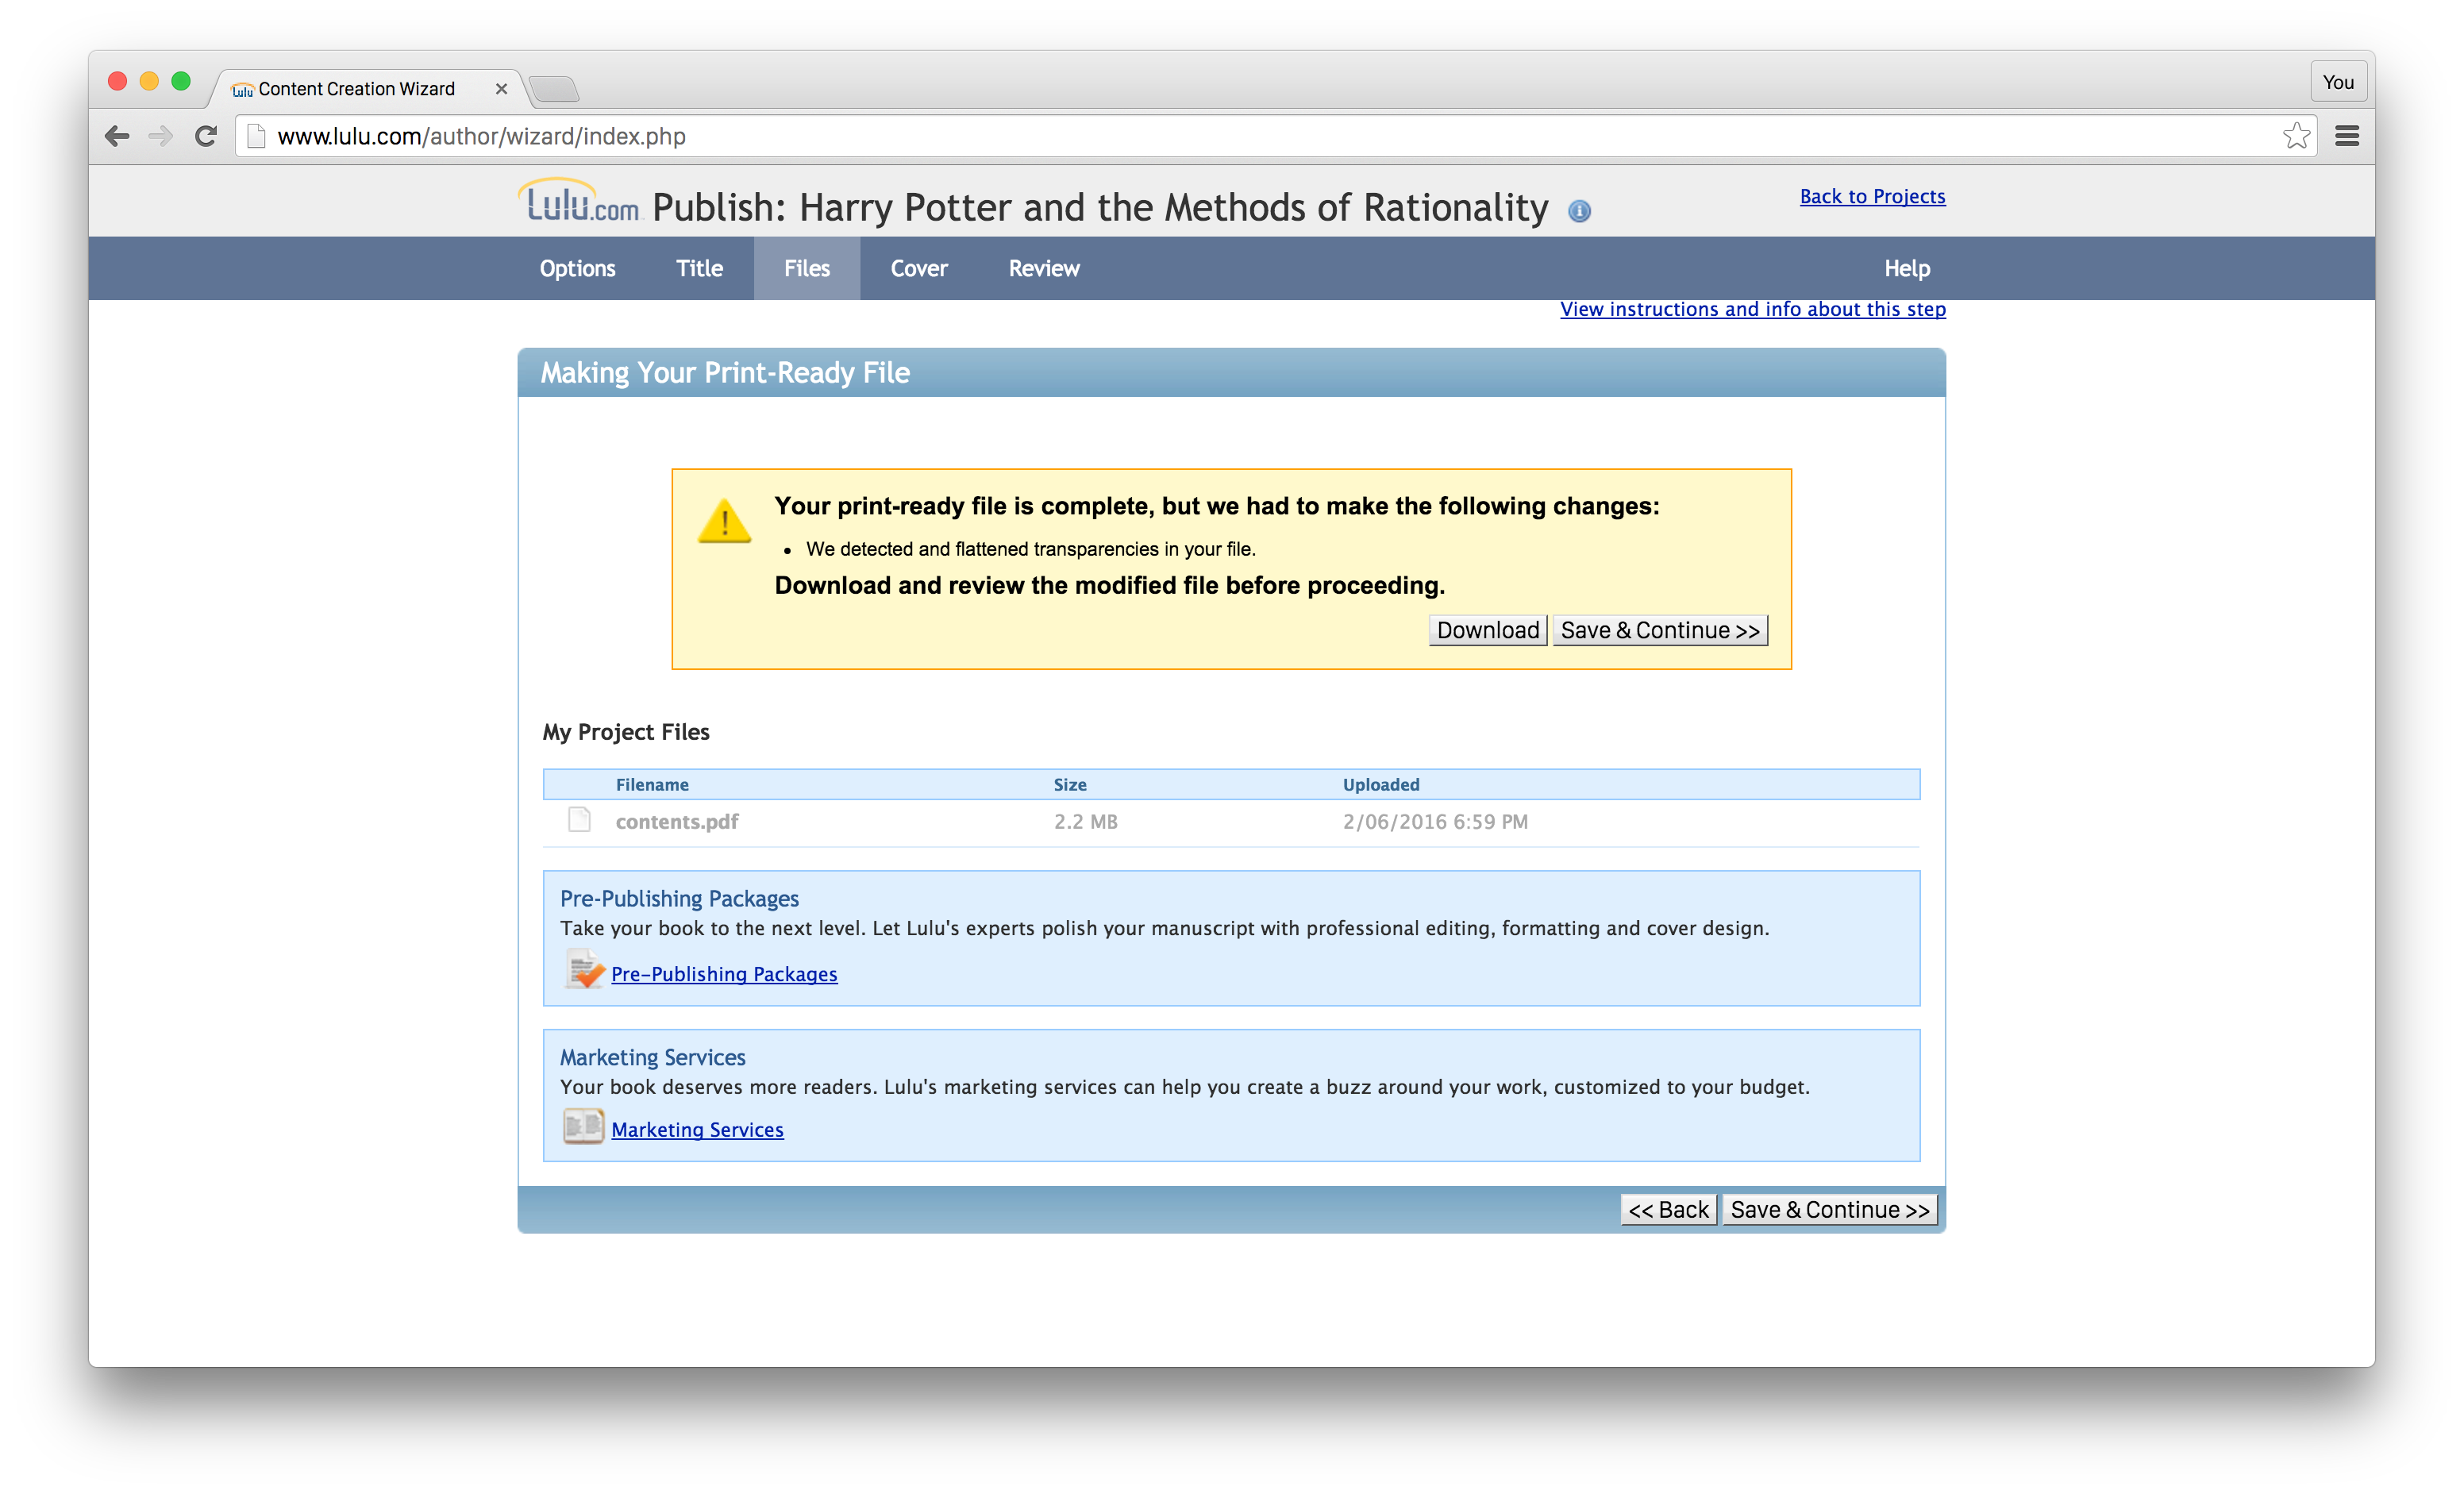 Lulu Content Creation Wizard
You
www.lulu.com/author/wizard/index.php
Lulu.com Publish: Harry Potter and the Methods of Rationality
Back to Projects
Options Title Files Cover Review Help
View instructions and info about this step
Making Your Print-Ready File
Your print-ready file is complete, but we had to make the following changes:
• We detected and flattened transparencies in your file.
Download and review the modified file before proceeding.
Download Save & Continue >>
My Project Files
Filename Size Uploaded
contents.pdf 2.2 MB 2/06/2016 6:59 PM
Pre-Publishing Packages
Take your book to the next level. Let Lulu's experts polish your manuscript with professional editing, formatting and cover design.
Pre-Publishing Packages
Marketing Services
Your book deserves more readers. Lulu's marketing services can help you create a buzz around your work, customized to your budget.
Marketing Services
<< Back Save & Continue >>